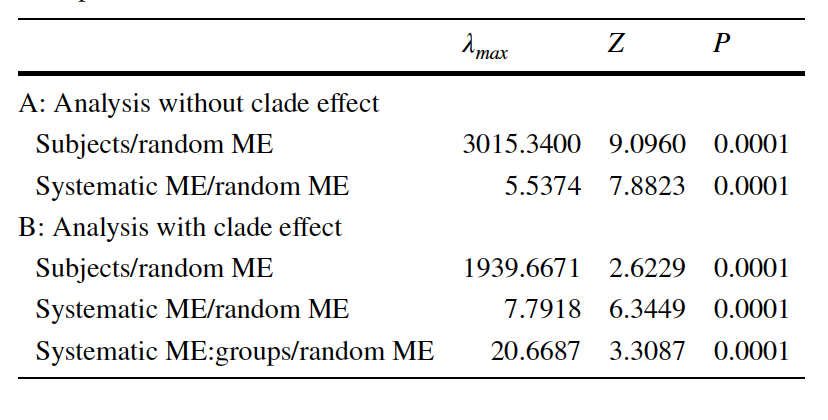 λmax Z P
A: Analysis without clade effect
Subjects/random ME 3015.3400 9.0960 0.0001
Systematic ME/random ME 5.5374 7.8823 0.0001
B: Analysis with clade effect
Subjects/random ME 1939.6671 2.6229 0.0001
Systematic ME/random ME 7.7918 6.3449 0.0001
Systematic ME:groups/random ME 20.6687 3.3087 0.0001